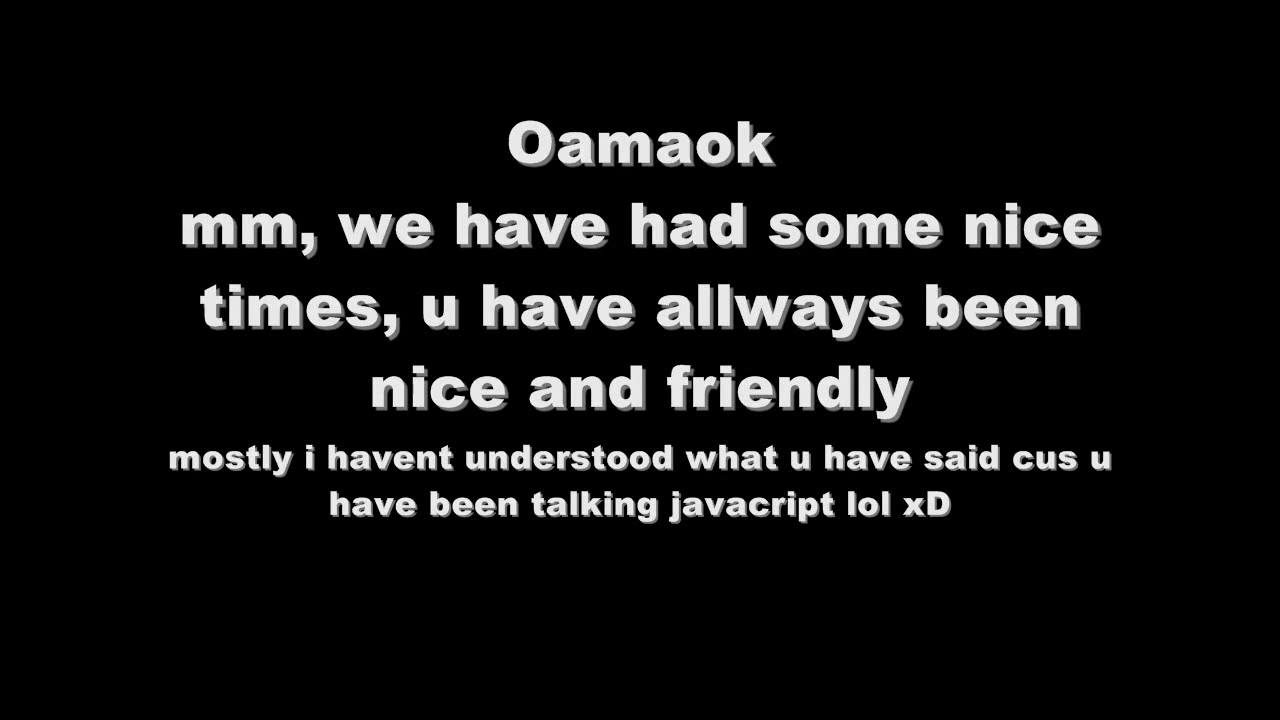 Oamaok
mm, we have had some nice
times, u have allways been
nice and friendly
mostly i havent understood what u have said cus u
have been talking javacript lol xD